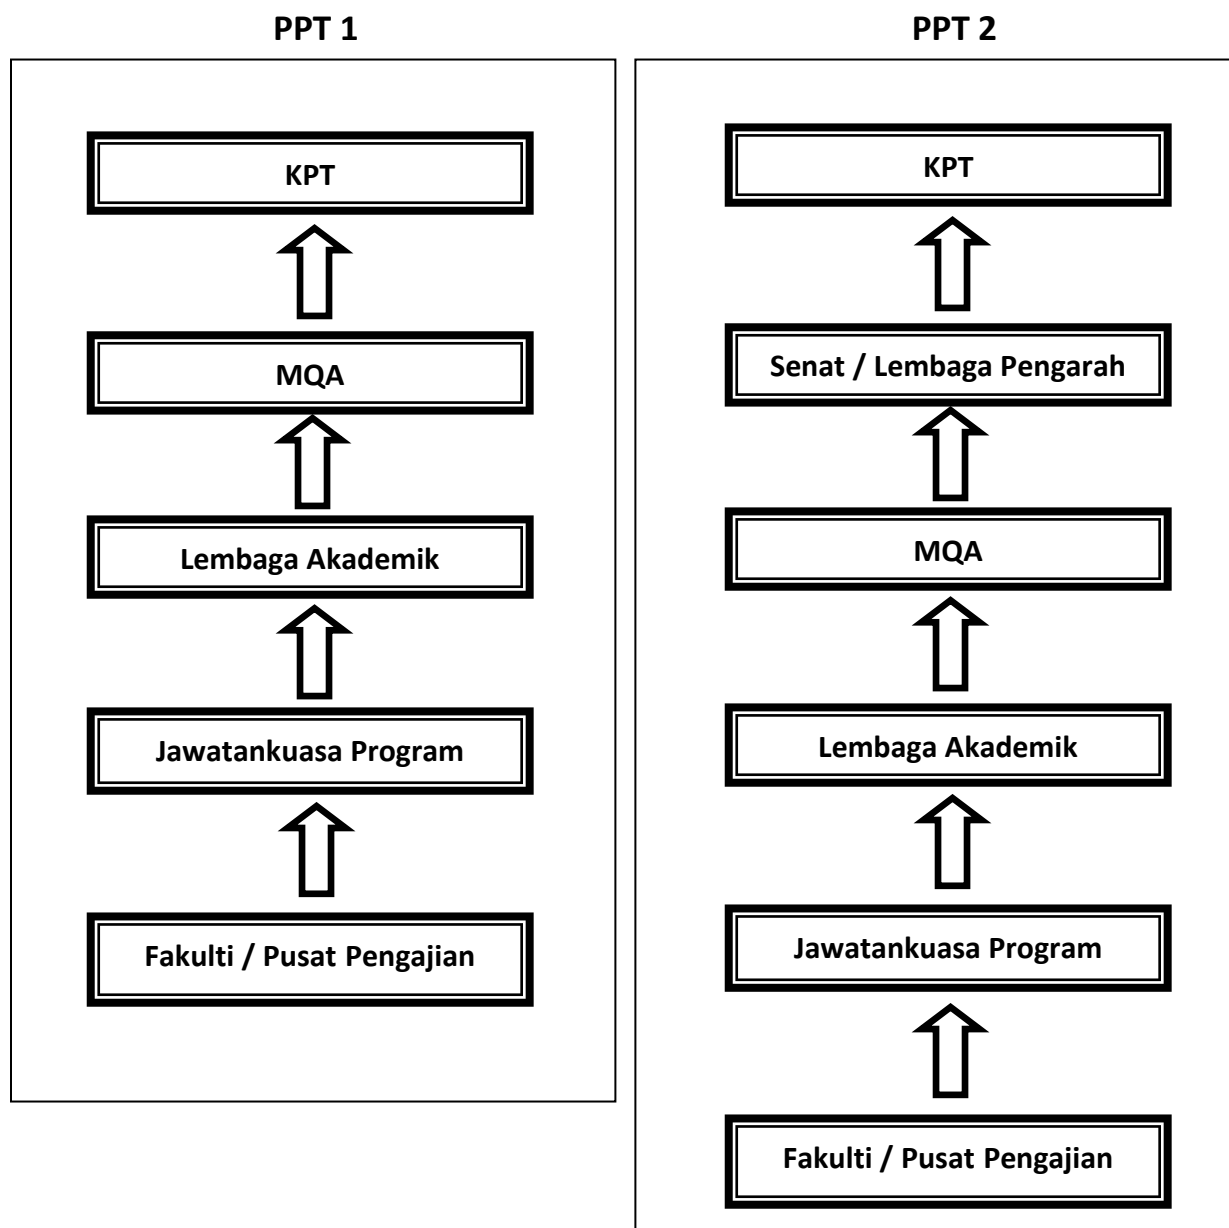 PPT 1
KPT
MQA
Lembaga Akademik
Jawatankuasa Program
Fakulti / Pusat Pengajian
PPT 2
KPT
Senat / Lembaga Pengarah
MQA
Lembaga Akademik
Jawatankuasa Program
Fakulti / Pusat Pengajian